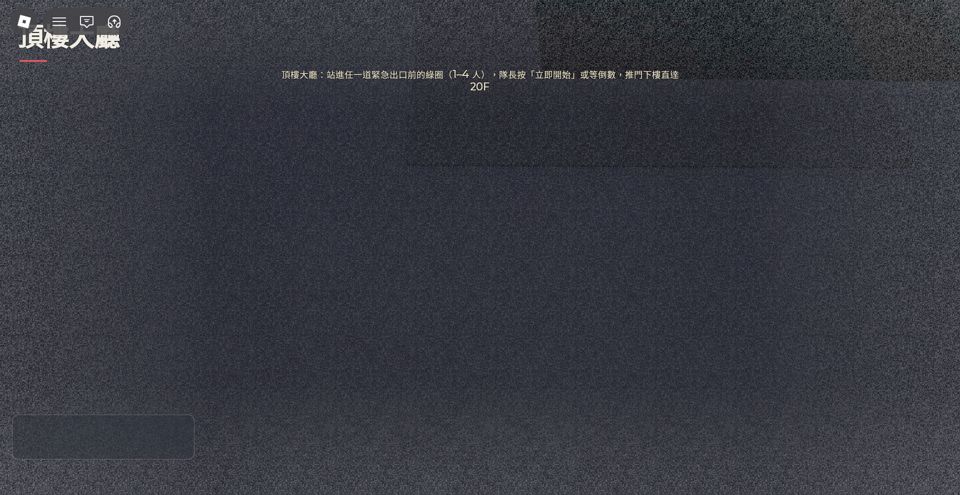 頂樓大廳
頂樓大廳：站進任一道緊急出口前的綠圈（1–4 人），隊長按「立即開始」或等倒數，推門下樓直達
20F